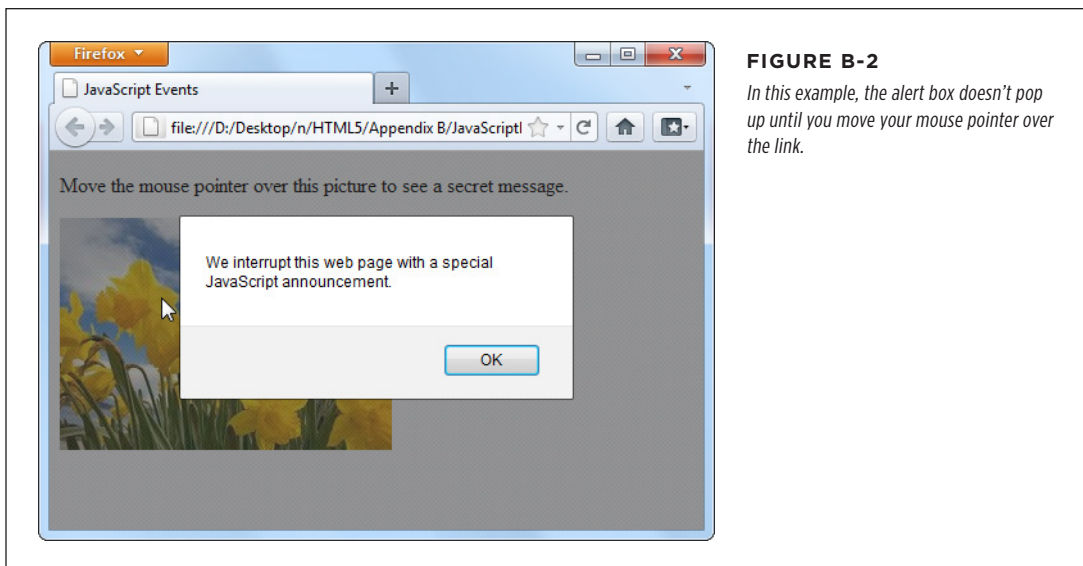 Firefox
JavaScript Events
file:///D:/Desktop/n/HTML5/Appendix B/JavaScriptI
Move the mouse pointer over this picture to see a secret message.
We interrupt this web page with a special
JavaScript announcement.
OK
FIGURE B-2
In this example, the alert box doesn’t pop
up until you move your mouse pointer over
the link.